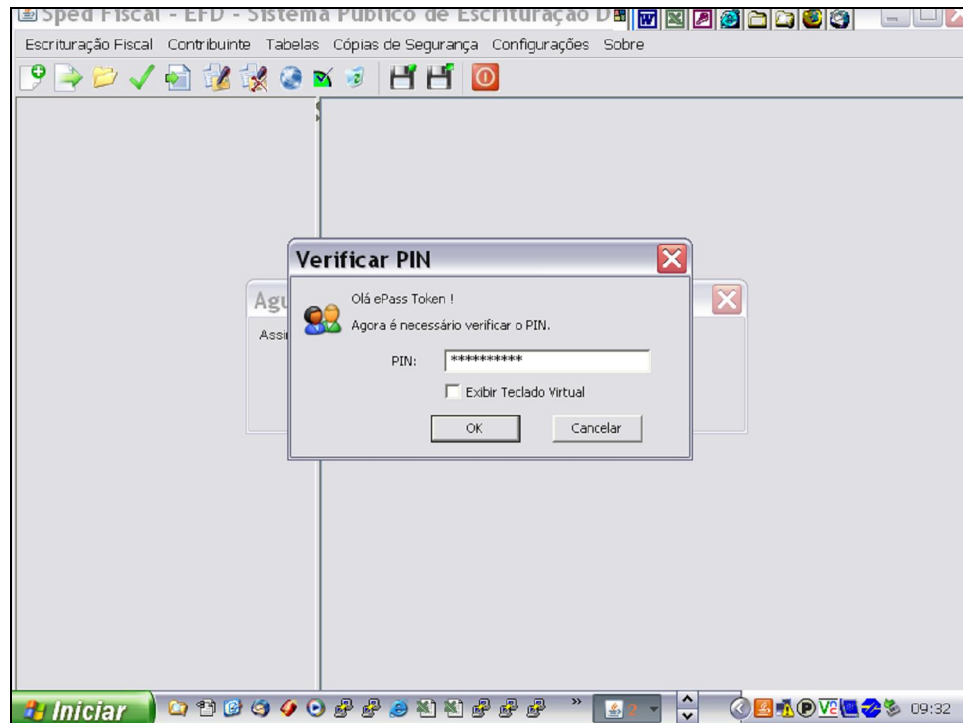 Sped Fiscal - EFD - Sistema Público de Escrituração D
Escrituração Fiscal Contribuinte Tabelas Cópias de Segurança Configurações Sobre
Verificar PIN
Olá ePass Token !
Agora é necessário verificar o PIN.
PIN: **********
Exibir Teclado Virtual
OK Cancelar
Agu
Assi
Iniciar
2
09:32